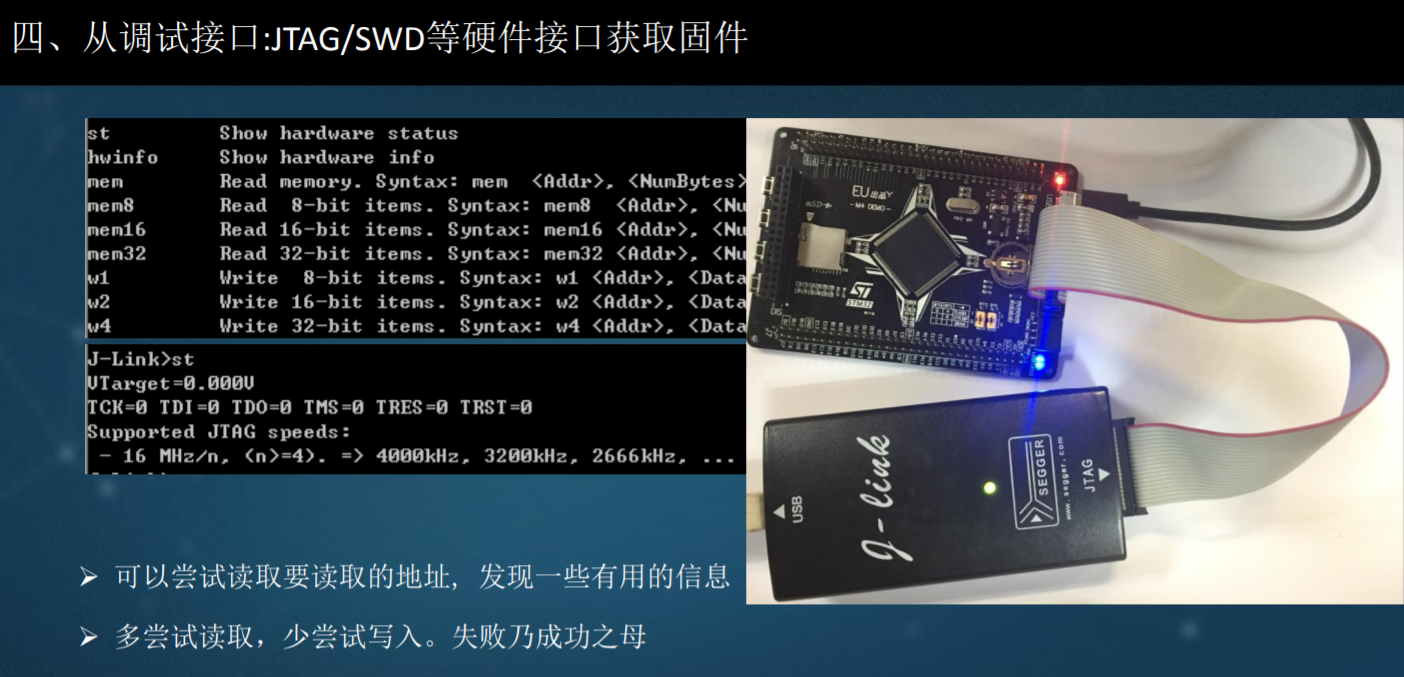 四、从调试接口:JTAG/SWD等硬件接口获取固件
st Show hardware status
hwinfo Show hardware info
mem Read memory. Syntax: mem <Addr>, <NumBytes>
mem8 Read 8-bit items. Syntax: mem8 <Addr>, <Nu
mem16 Read 16-bit items. Syntax: mem16 <Addr>, <Nu
mem32 Read 32-bit items. Syntax: mem32 <Addr>, <Nu
w1 Write 8-bit items. Syntax: w1 <Addr>, <Data
w2 Write 16-bit items. Syntax: w2 <Addr>, <Data
w4 Write 32-bit items. Syntax: w4 <Addr>, <Data
J-Link>st
VTarget=0.000V
TCK=0 TDI=0 TDO=0 TMS=0 TRES=0 TRST=0
Supported JTAG speeds:
- 16 MHz/n, (n>=4). => 4000kHz, 3200kHz, 2666kHz, ...
EU出品丫
-M4 DEMO-
STM32
USB
J-link
SEGGER
www.segger.com
JTAG
➢ 可以尝试读取要读取的地址，发现一些有用的信息
➢ 多尝试读取，少尝试写入。失败乃成功之母